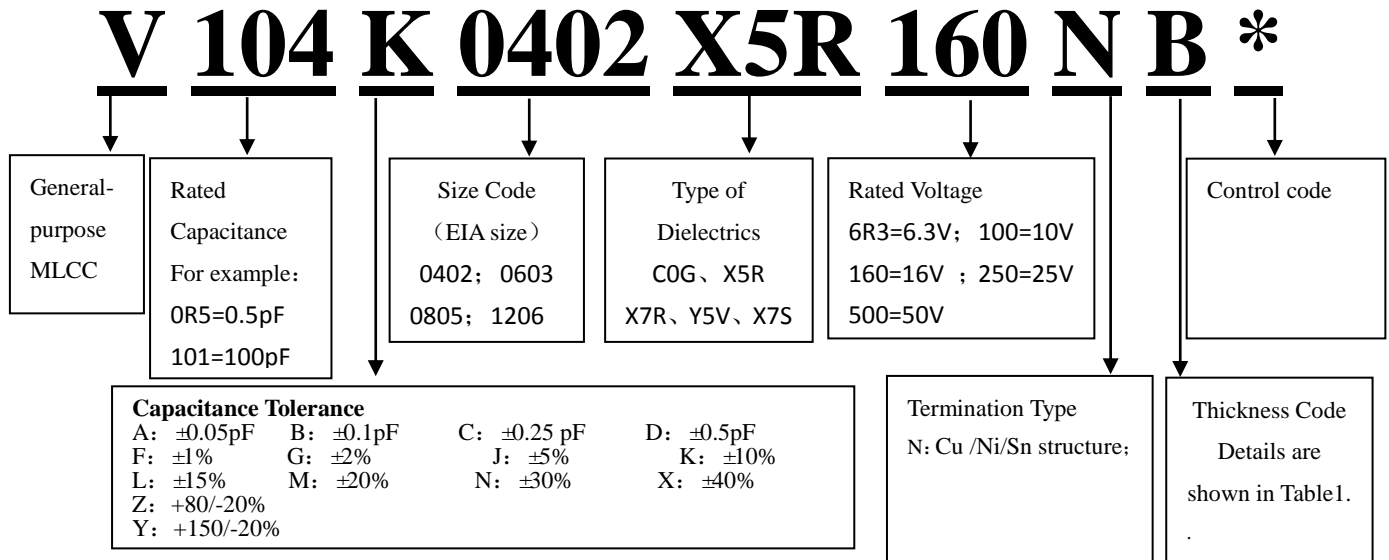 V 104 K 0402 X5R 160 N B *
General-
purpose
MLCC
Rated
Capacitance
For example：
0R5=0.5pF
101=100pF
Size Code
（EIA size）
0402；0603
0805；1206
Type of
Dielectrics
C0G、X5R
X7R、Y5V、X7S
Rated Voltage
6R3=6.3V；100=10V
160=16V ；250=25V
500=50V
Control code
Capacitance Tolerance
A： ±0.05pF B： ±0.1pF C： ±0.25 pF D： ±0.5pF
F： ±1% G： ±2% J： ±5% K： ±10%
L： ±15% M： ±20% N： ±30% X： ±40%
Z： +80/-20%
Y： +150/-20%
Termination Type
N: Cu /Ni/Sn structure；
Thickness Code
Details are
shown in Table1.
.